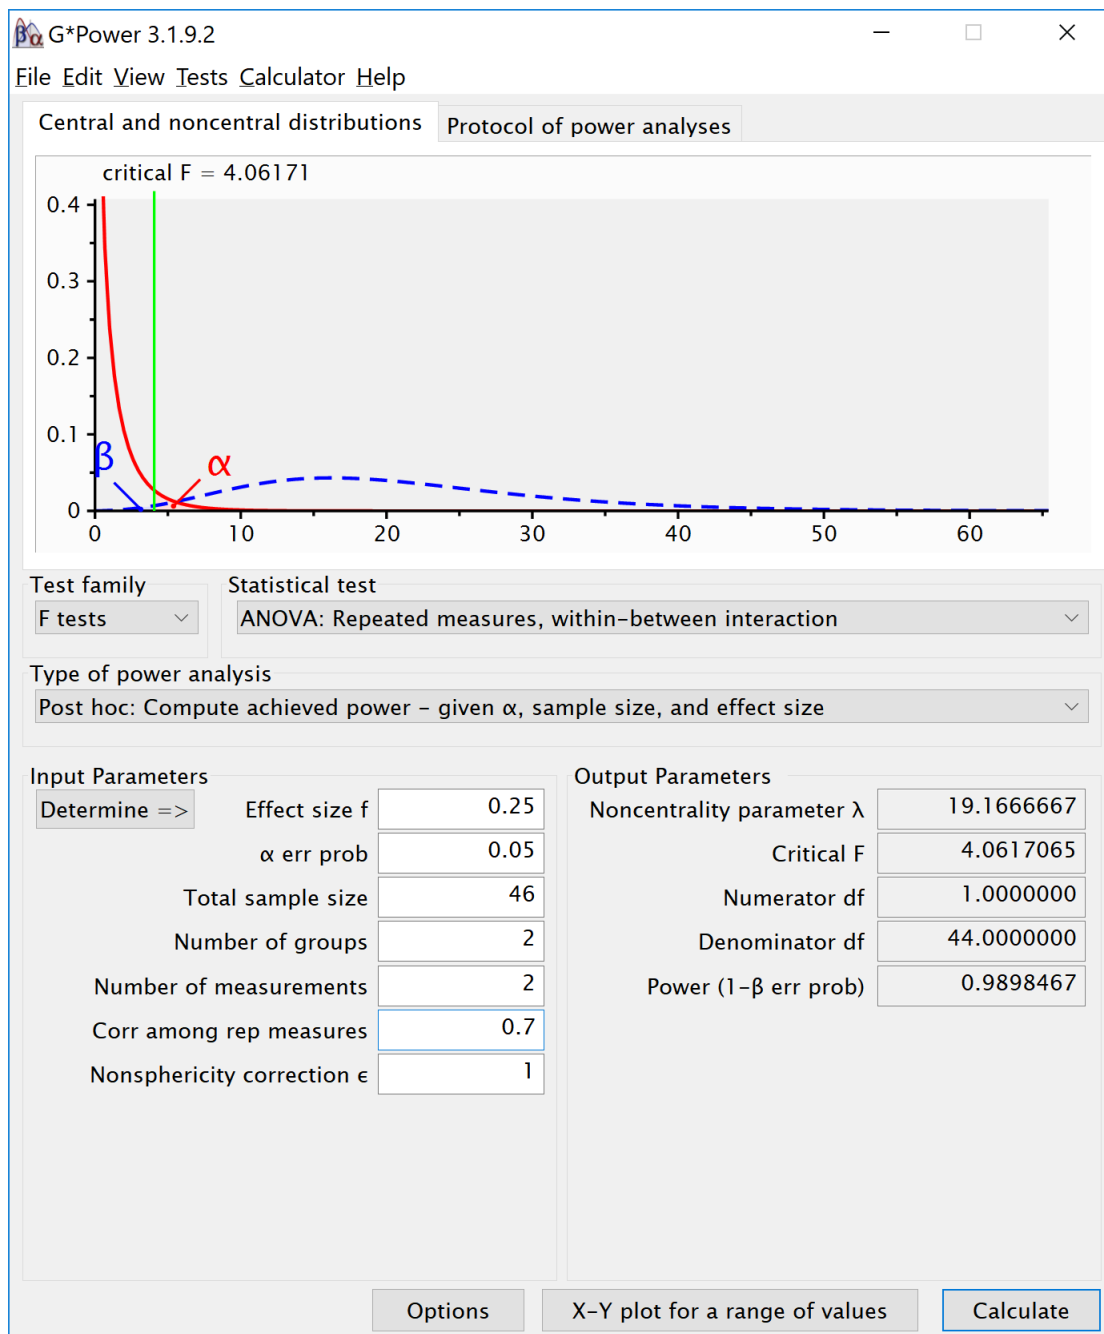 G*Power 3.1.9.2
File Edit View Tests Calculator Help
Central and noncentral distributions
Protocol of power analyses
critical F = 4.06171
0.4
0.3
0.2
0.1
0
β
α
0 10 20 30 40 50 60
Test family
Statistical test
F tests
ANOVA: Repeated measures, within-between interaction
Type of power analysis
Post hoc: Compute achieved power - given α, sample size, and effect size
Input Parameters
Determine =>
Effect size f 0.25
α err prob 0.05
Total sample size 46
Number of groups 2
Number of measurements 2
Corr among rep measures 0.7
Nonsphericity correction ϵ 1
Output Parameters
Noncentrality parameter λ 19.1666667
Critical F 4.0617065
Numerator df 1.0000000
Denominator df 44.0000000
Power (1-β err prob) 0.9898467
Options
X-Y plot for a range of values
Calculate